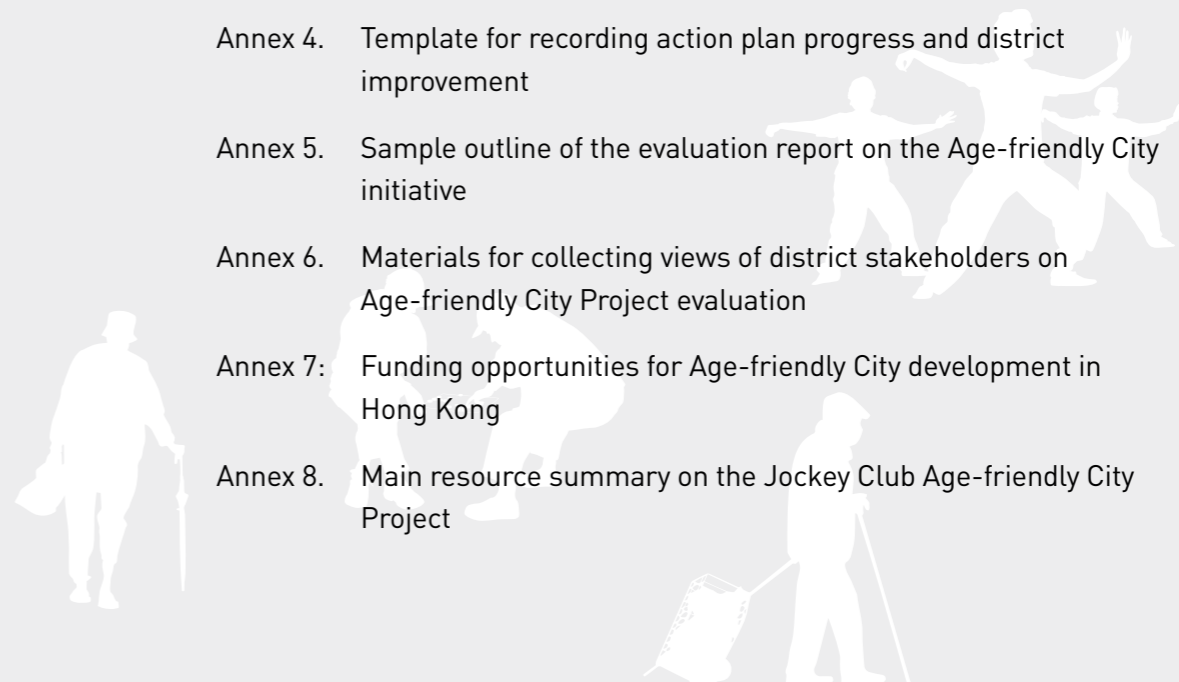 Annex 4. Template for recording action plan progress and district
improvement
Annex 5. Sample outline of the evaluation report on the Age-friendly City
initiative
Annex 6. Materials for collecting views of district stakeholders on
Age-friendly City Project evaluation
Annex 7: Funding opportunities for Age-friendly City development in
Hong Kong
Annex 8. Main resource summary on the Jockey Club Age-friendly City
Project